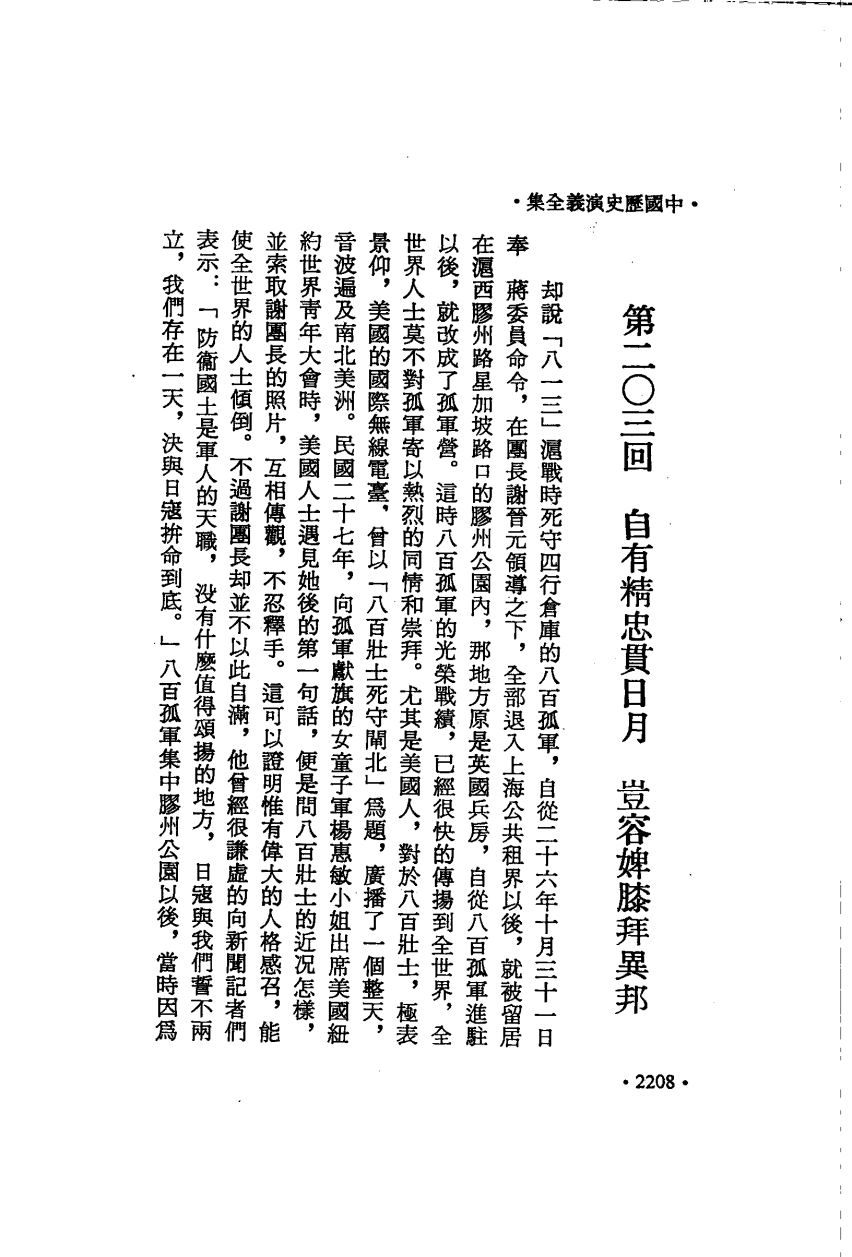 ·中國歷史演義全集·
第二〇三回　自有精忠貫日月　豈容婢膝拜異邦
却說「八一三」滬戰時死守四行倉庫的八百孤軍，自從二十六年十月三十一日
奉　蔣委員命令，在團長謝晉元領導之下，全部退入上海公共租界以後，就被留居
在滬西膠州路星加坡路口的膠州公園內，那地方原是英國兵房，自從八百孤軍進駐
以後，就改成了孤軍營。這時八百孤軍的光榮戰績，已經很快的傳揚到全世界，全
世界人士莫不對孤軍寄以熱烈的同情和崇拜。尤其是美國人，對於八百壯士，極表
景仰，美國的國際無線電臺，曾以「八百壯士死守閘北」爲題，廣播了一個整天，
音波遍及南北美洲。民國二十七年，向孤軍獻旗的女童子軍楊惠敏小姐出席美國紐
約世界青年大會時，美國人士遇見她後的第一句話，便是問八百壯士的近況怎樣，
並索取謝團長的照片，互相傳觀，不忍釋手。這可以證明惟有偉大的人格感召，能
使全世界的人士傾倒。不過謝團長却並不以此自滿，他曾經很謙虛的向新聞記者們
表示：「防衞國土是軍人的天職，沒有什麼值得頌揚的地方，日寇與我們誓不兩
立，我們存在一天，決與日寇拚命到底。」八百孤軍集中膠州公園以後，當時因爲
·2208·